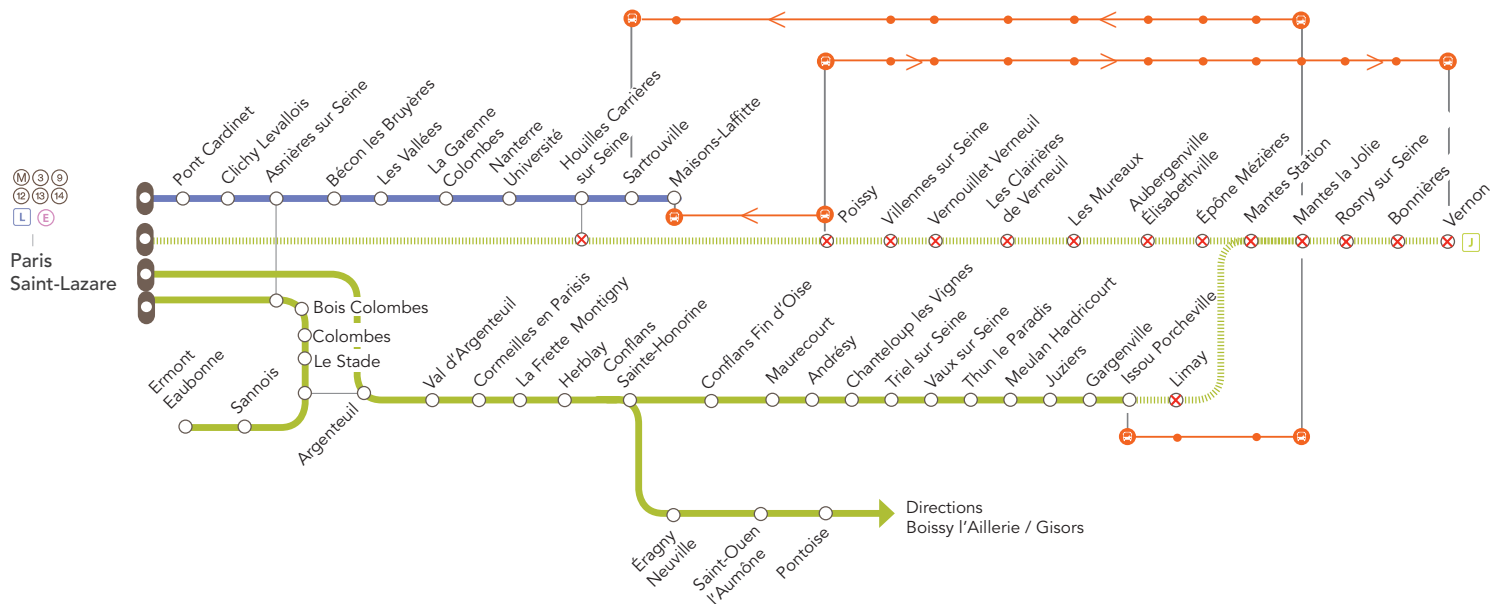 M 3 9
12 13 14
L E
Paris
Saint-Lazare
Pont Cardinet
Clichy Levallois
Asnières sur Seine
Bécon les Bruyères
Les Vallées
La Garenne
Colombes
Nanterre
Université
Houilles Carrières
sur Seine
Sartrouville
Maisons-Laffitte
Poissy
Villennes sur Seine
Vernouillet Verneuil
Les Clairières
de Verneuil
Les Mureaux
Aubergenville
Élisabethville
Épône Mézières
Mantes Station
Mantes la Jolie
Rosny sur Seine
Bonnières
Vernon
J
Bois Colombes
Colombes
Le Stade
Ermont
Eaubonne
Sannois
Argenteuil
Val d'Argenteuil
Cormeilles en Parisis
La Frette Montigny
Herblay
Conflans
Sainte-Honorine
Conflans Fin d'Oise
Maurecourt
Andrésy
Chanteloup les Vignes
Triel sur Seine
Vaux sur Seine
Thun le Paradis
Meulan Hardricourt
Juziers
Gargenville
Issou Porcheville
Limay
Éragny
Neuville
Saint-Ouen
l'Aumône
Pontoise
Directions
Boissy l'Aillerie / Gisors